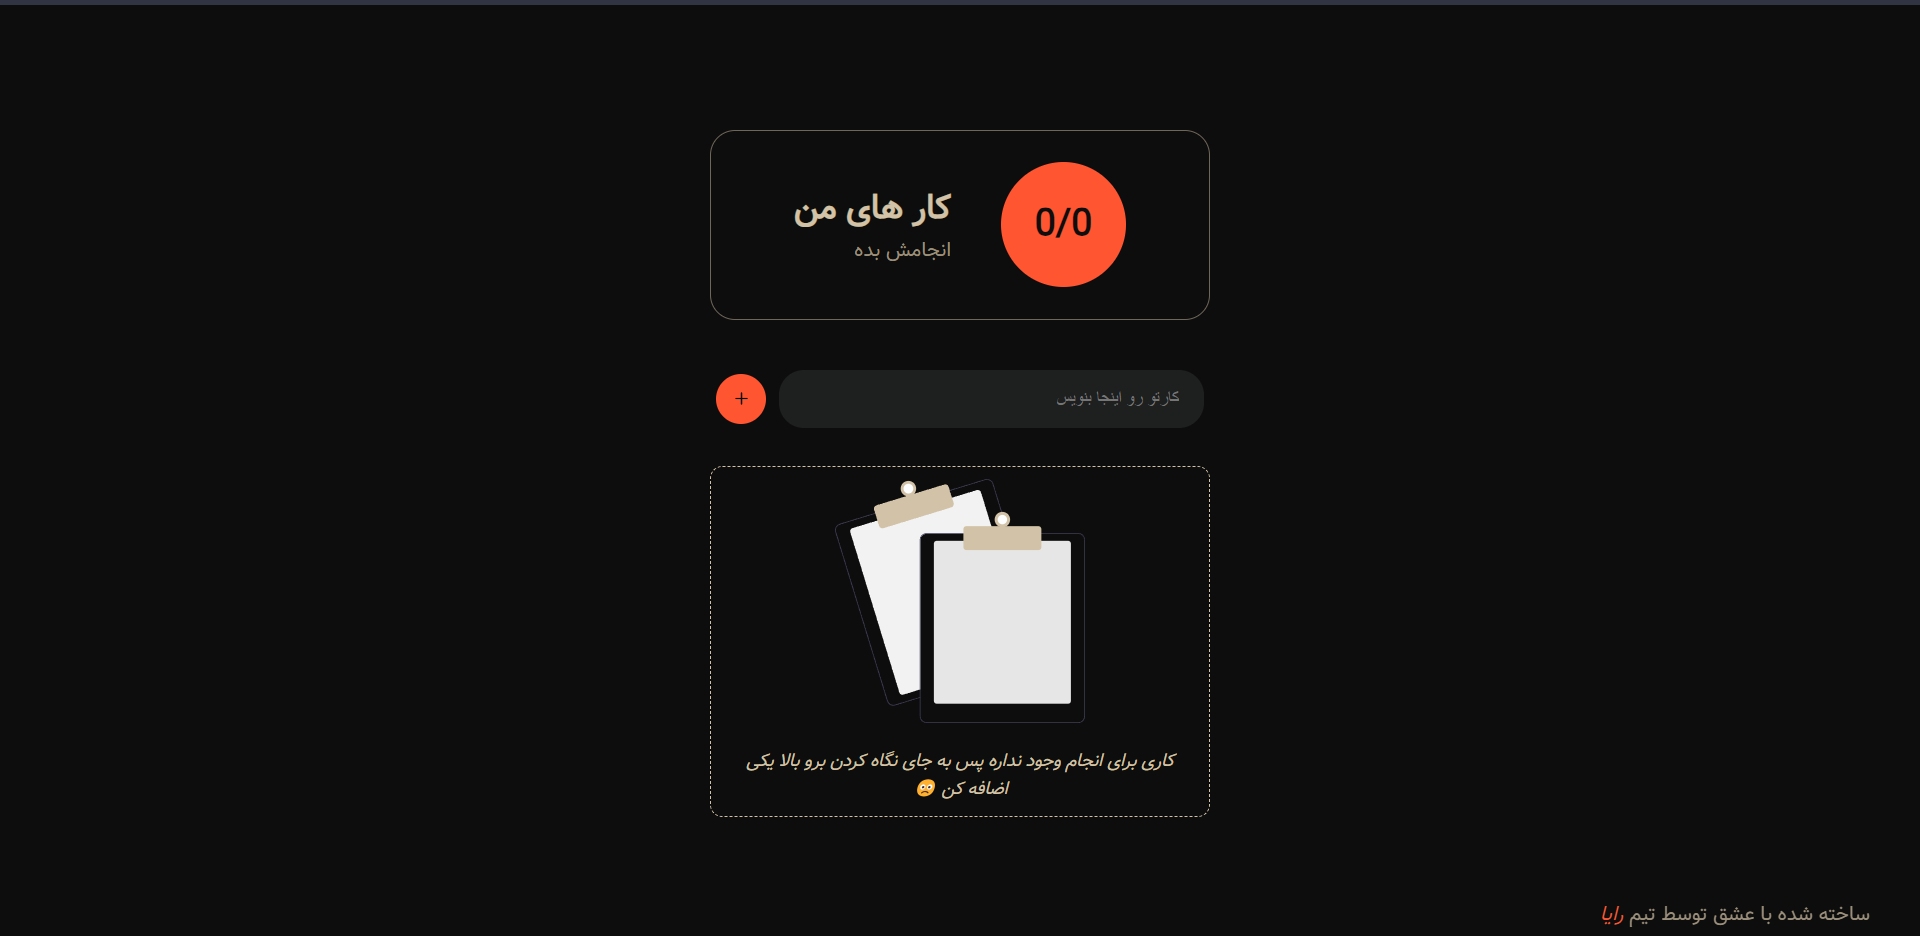 0/0
کار های من
انجامش بده
کارتو رو اینجا بنویس
+
کاری برای انجام وجود نداره پس به جای نگاه کردن برو بالا یکی
اضافه کن 😳
ساخته شده با عشق توسط تیم رایا